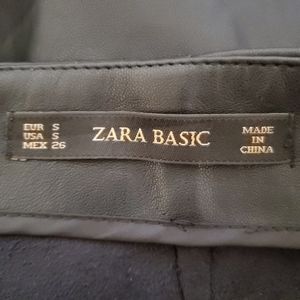 EUR S
USA S
MEX 26
ZARA BASIC
MADE
IN
CHINA